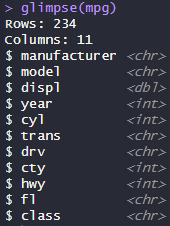 > glimpse(mpg)
Rows: 234
Columns: 11
$ manufacturer <chr>
$ model <chr>
$ displ <dbl>
$ year <int>
$ cyl <int>
$ trans <chr>
$ drv <chr>
$ cty <int>
$ hwy <int>
$ fl <chr>
$ class <chr>